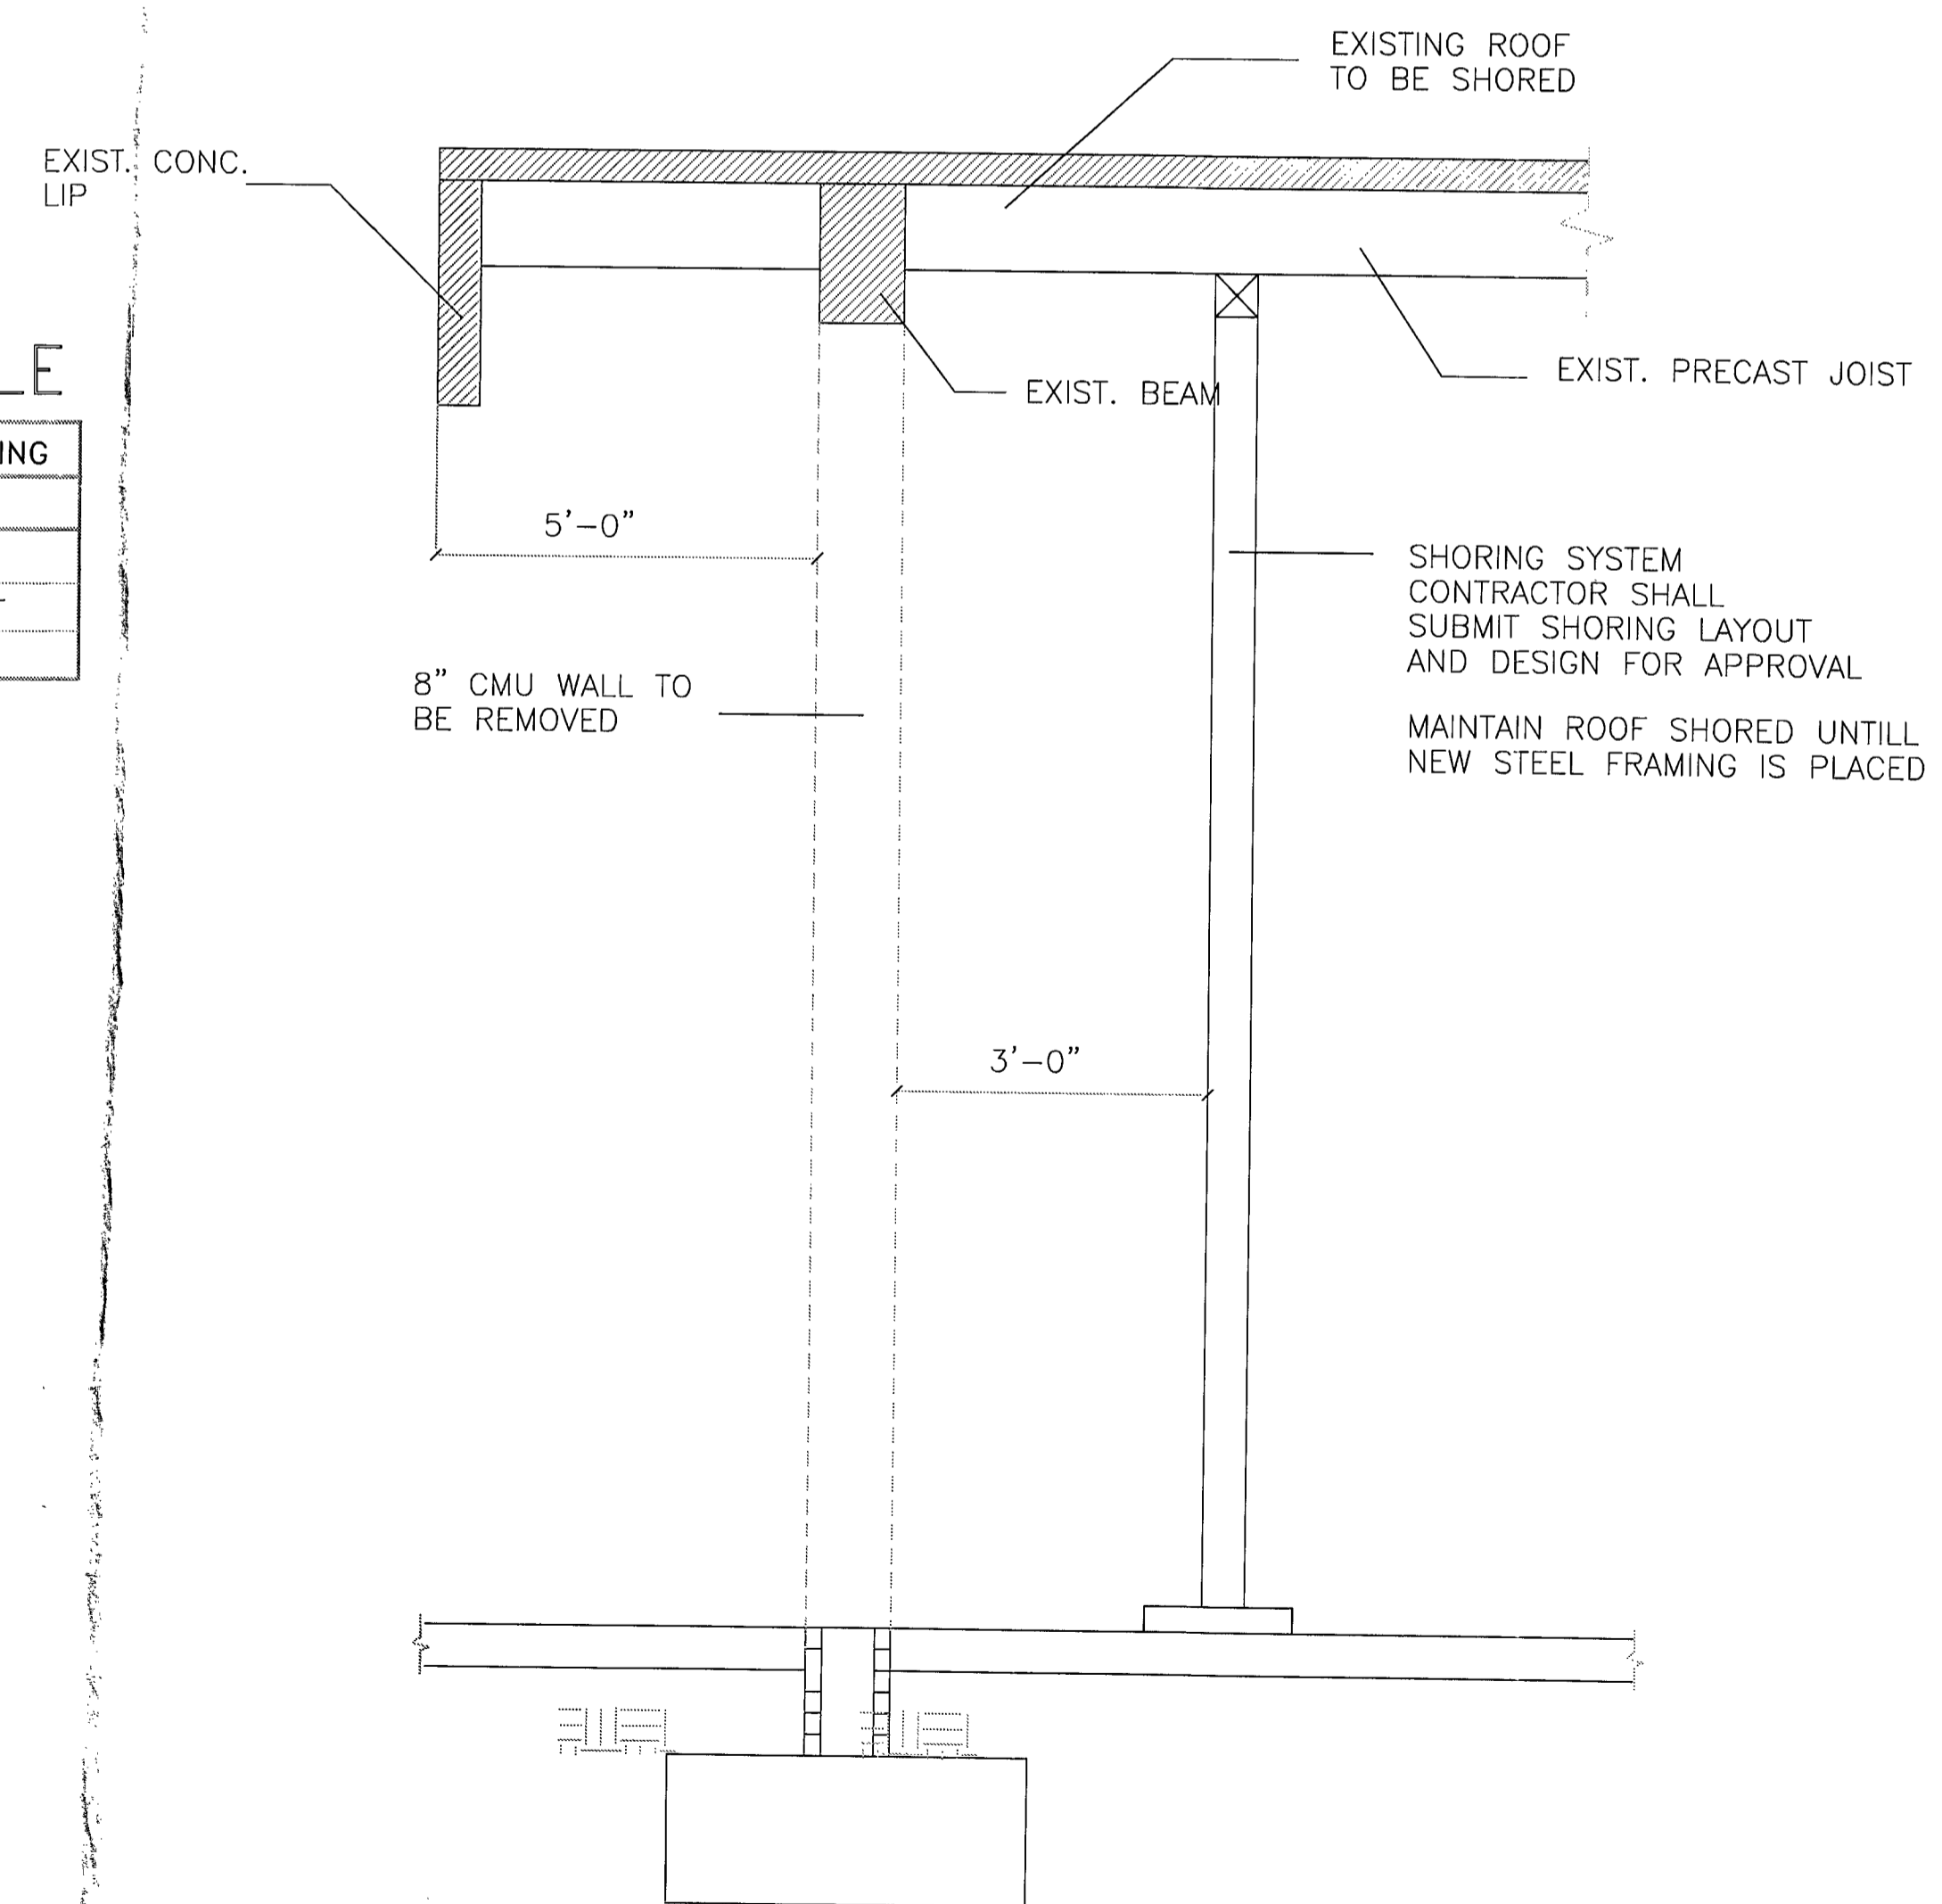 EXISTING ROOF
TO BE SHORED
EXIST. CONC.
LIP
EXIST. PRECAST JOIST
EXIST. BEAM
5'-0"
SHORING SYSTEM
CONTRACTOR SHALL
SUBMIT SHORING LAYOUT
AND DESIGN FOR APPROVAL
8" CMU WALL TO
BE REMOVED
MAINTAIN ROOF SHORED UNTILL
NEW STEEL FRAMING IS PLACED
3'-0"